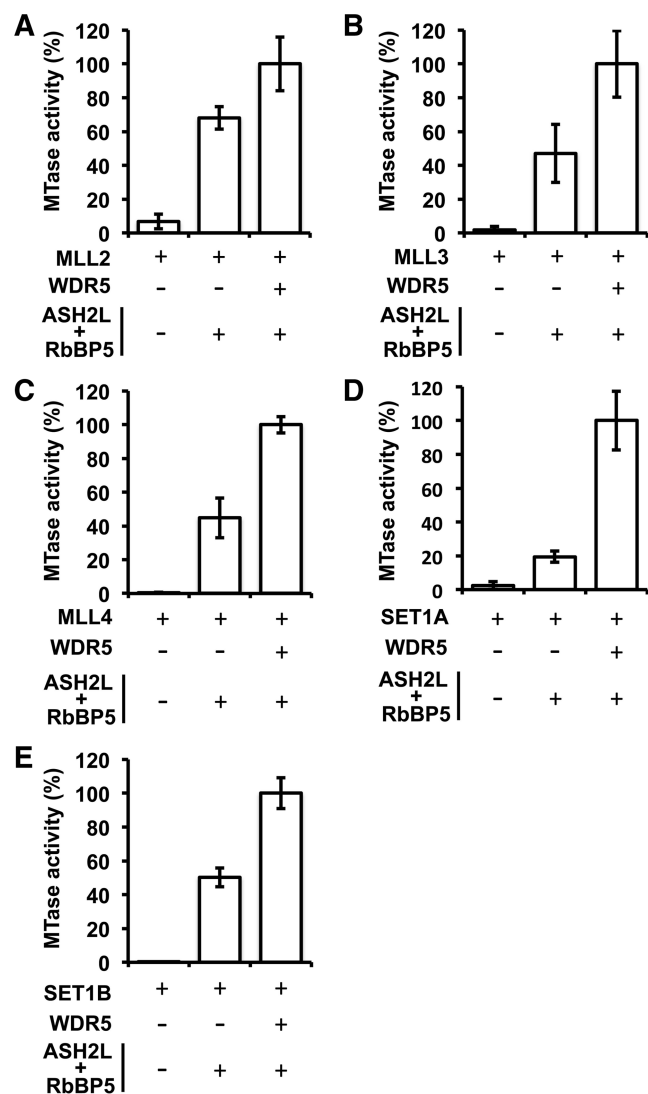 A
MTase activity (%)
120
100
80
60
40
20
0
MLL2 + + +
WDR5 - - +
ASH2L
+
RbBP5
- + +
B
MTase activity (%)
120
100
80
60
40
20
0
MLL3 + + +
WDR5 - - +
ASH2L
+
RbBP5
- + +
C
MTase activity (%)
120
100
80
60
40
20
0
MLL4 + + +
WDR5 - - +
ASH2L
+
RbBP5
- + +
D
MTase activity (%)
120
100
80
60
40
20
0
SET1A + + +
WDR5 - - +
ASH2L
+
RbBP5
- + +
E
MTase activity (%)
120
100
80
60
40
20
0
SET1B + + +
WDR5 - - +
ASH2L
+
RbBP5
- + +